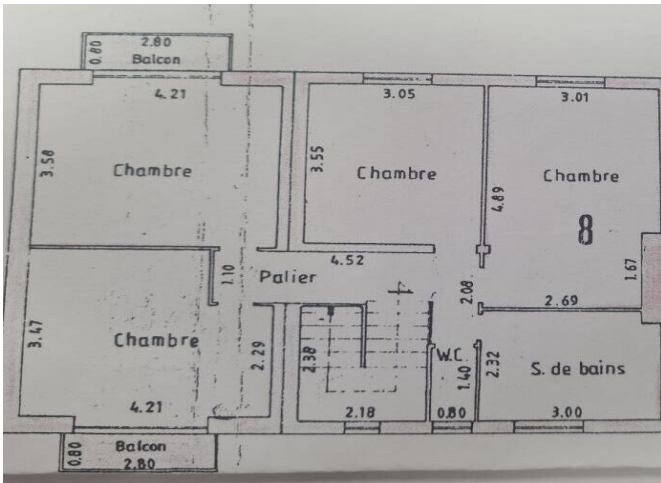 2.80
0.80
Balcon
4.21
3.58
Chambre
3.05
3.55
Chambre
3.01
4.89
Chambre
8
1.67
2.69
4.52
Palier
1.10
2.08
3.47
Chambre
2.29
4.21
2.38
2.18
W.C
1.40
0.80
2.32
S. de bains
3.00
Balcon
0.80
2.80